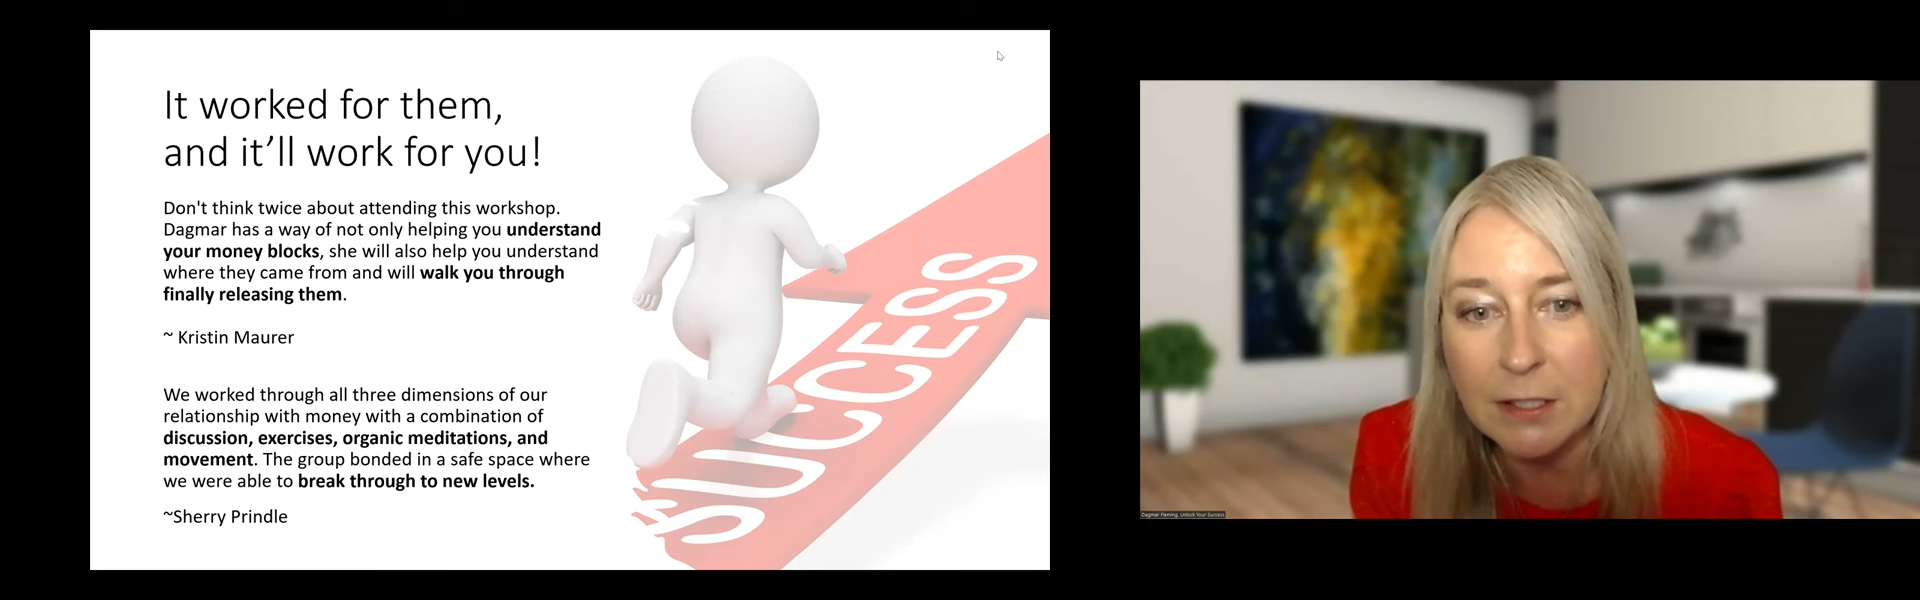 It worked for them,
and it’ll work for you!
Don't think twice about attending this workshop.
Dagmar has a way of not only helping you understand
your money blocks, she will also help you understand
where they came from and will walk you through
finally releasing them.
~ Kristin Maurer
We worked through all three dimensions of our
relationship with money with a combination of
discussion, exercises, organic meditations, and
movement. The group bonded in a safe space where
we were able to break through to new levels.
~Sherry Prindle
SUCCESS
Dagmar Fleming, Unlock Your Success